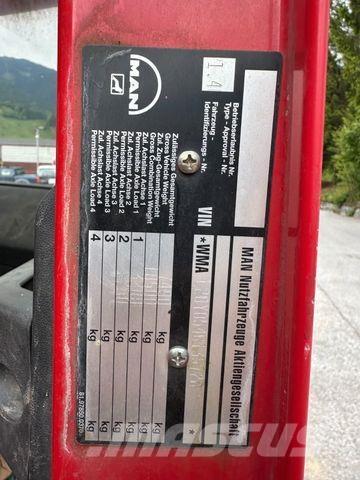 MAN Nutzfahrzeuge Aktiengesellschaft
VIN *WMA *
Betriebserlaubnis Nr.
Type - Approval - Nr.
Fahrzeug -
Identifizierungs - Nr.
1.4
MAN
Zulässiges Gesamtgewicht
Gross Vehicle Weight
Zul. Zug-Gesamtgewicht
Gross Combination Weight
Zul. Achslast Achse 1
Permissible Axle Load 1
Zul. Achslast Achse 2
Permissible Axle Load 2
Zul. Achslast Achse 3
Permissible Axle Load 3
Zul. Achslast Achse 4
Permissible Axle Load 4
kg
kg
1 kg
2 kg
3 kg
4 kg
MASCUS